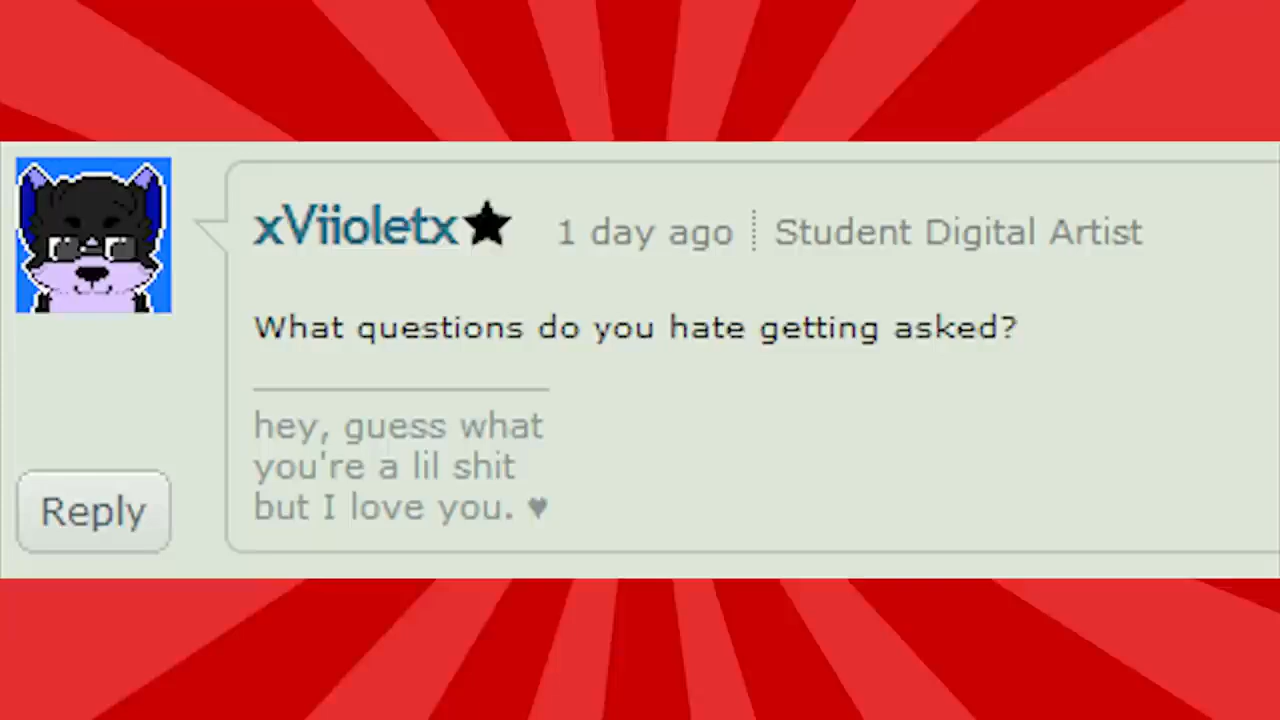 xViioletx★ 1 day ago Student Digital Artist
What questions do you hate getting asked?
hey, guess what
you're a lil shit
but I love you. ♥
Reply